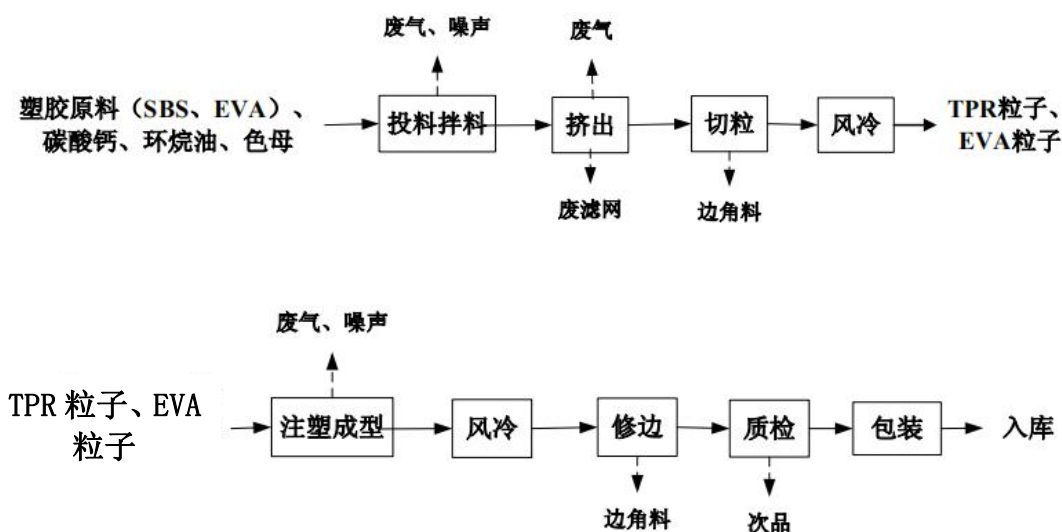 废气、噪声
废气
塑胶原料（SBS、EVA）、
碳酸钙、环烷油、色母
投料拌料
挤出
切粒
风冷
TPR粒子、
EVA粒子
废滤网
边角料
废气、噪声
TPR 粒子、EVA
粒子
注塑成型
风冷
修边
质检
包装
入库
边角料
次品